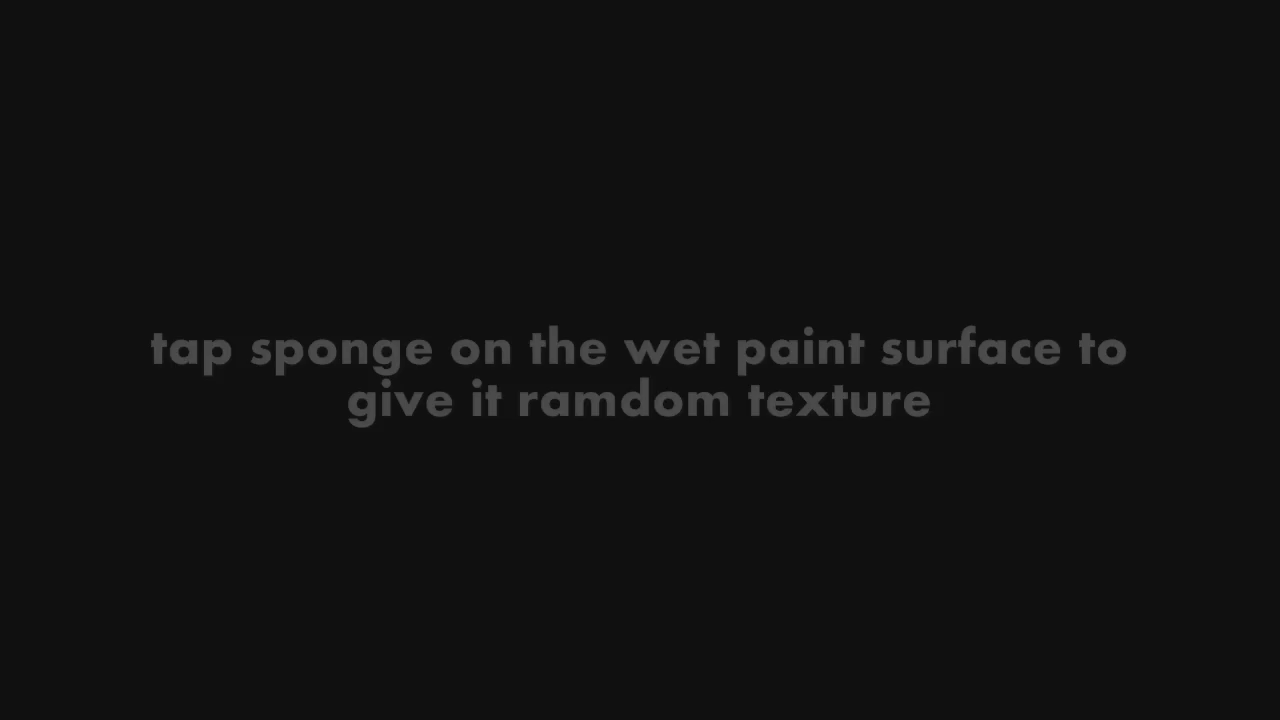 tap sponge on the wet paint surface to
give it ramdom texture